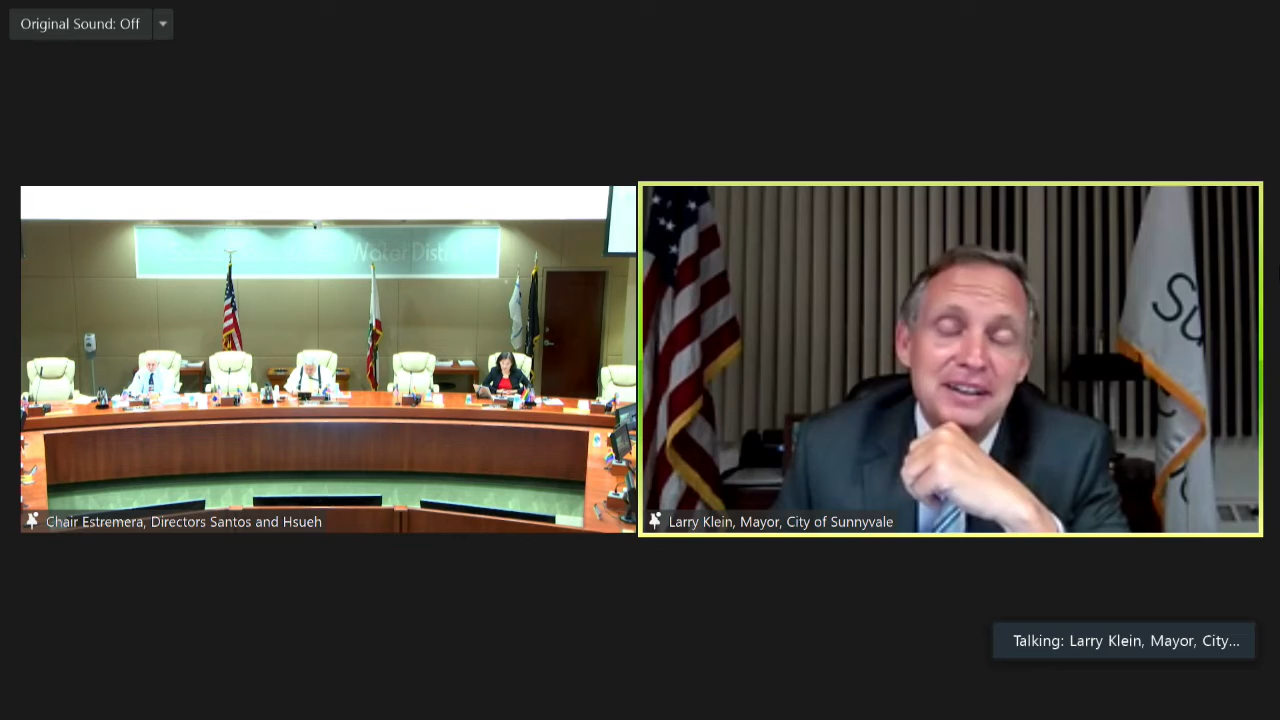 Original Sound: Off
Water Dist
Su
Chair Estremera, Directors Santos and Hsueh
Larry Klein, Mayor, City of Sunnyvale
Talking: Larry Klein, Mayor, City...